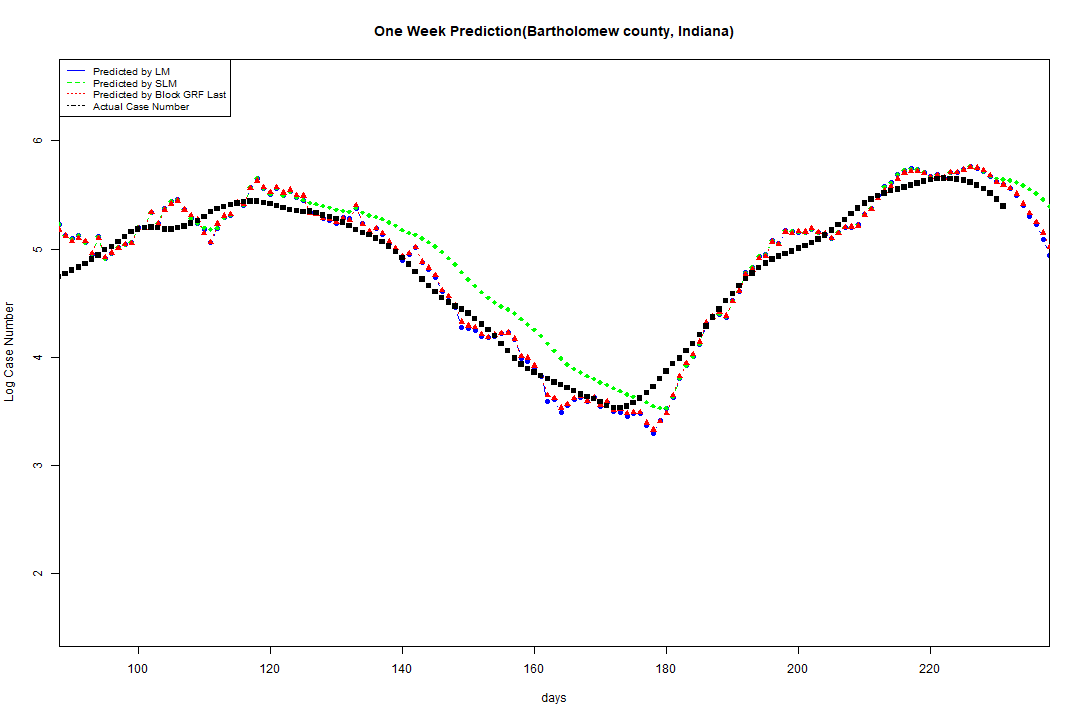 One Week Prediction(Bartholomew county, Indiana)
Predicted by LM
Predicted by SLM
Predicted by Block GRF Last
Actual Case Number
6
5
4
3
2
Log Case Number
100 120 140 160 180 200 220
days